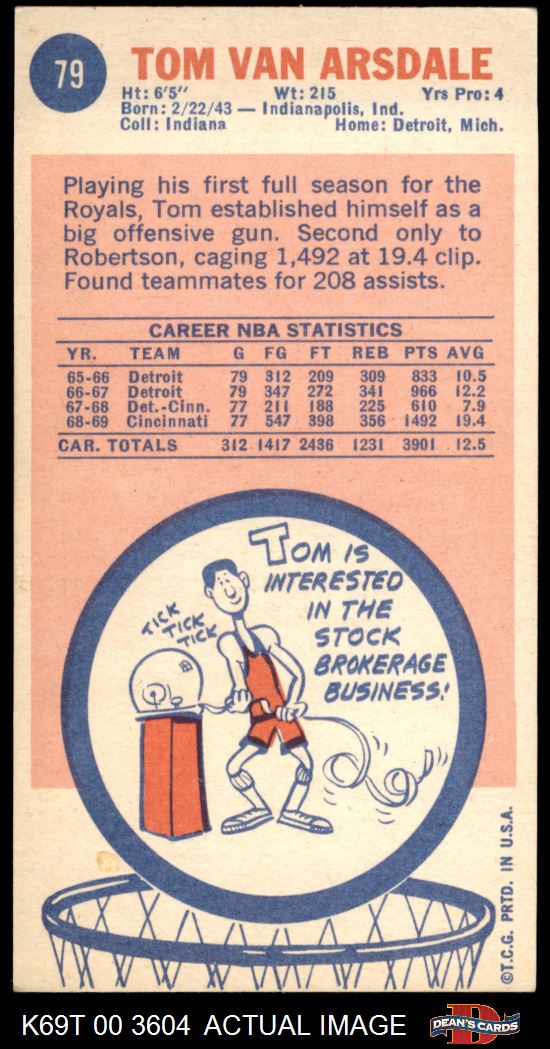 79
TOM VAN ARSDALE
Ht: 6'5" Wt: 215 Yrs Pro: 4
Born: 2/22/43 — Indianapolis, Ind.
Coll: Indiana Home: Detroit, Mich.
Playing his first full season for the
Royals, Tom established himself as a
big offensive gun. Second only to
Robertson, caging 1,492 at 19.4 clip.
Found teammates for 208 assists.
CAREER NBA STATISTICS
YR. TEAM G FG FT REB PTS AVG
65-66 Detroit 79 312 209 309 833 10.5
66-67 Detroit 79 347 272 341 966 12.2
67-68 Det.-Cinn. 77 211 188 225 610 7.9
68-69 Cincinnati 77 547 398 356 1492 19.4
CAR. TOTALS 312 1417 2436 1231 3901 12.5
TOM IS
INTERESTED
IN THE
STOCK
BROKERAGE
BUSINESS!
TICK
TICK
TICK
©T.C.G. PRTD. IN U.S.A.
K69T 00 3604 ACTUAL IMAGE
D
DEAN'S CARDS